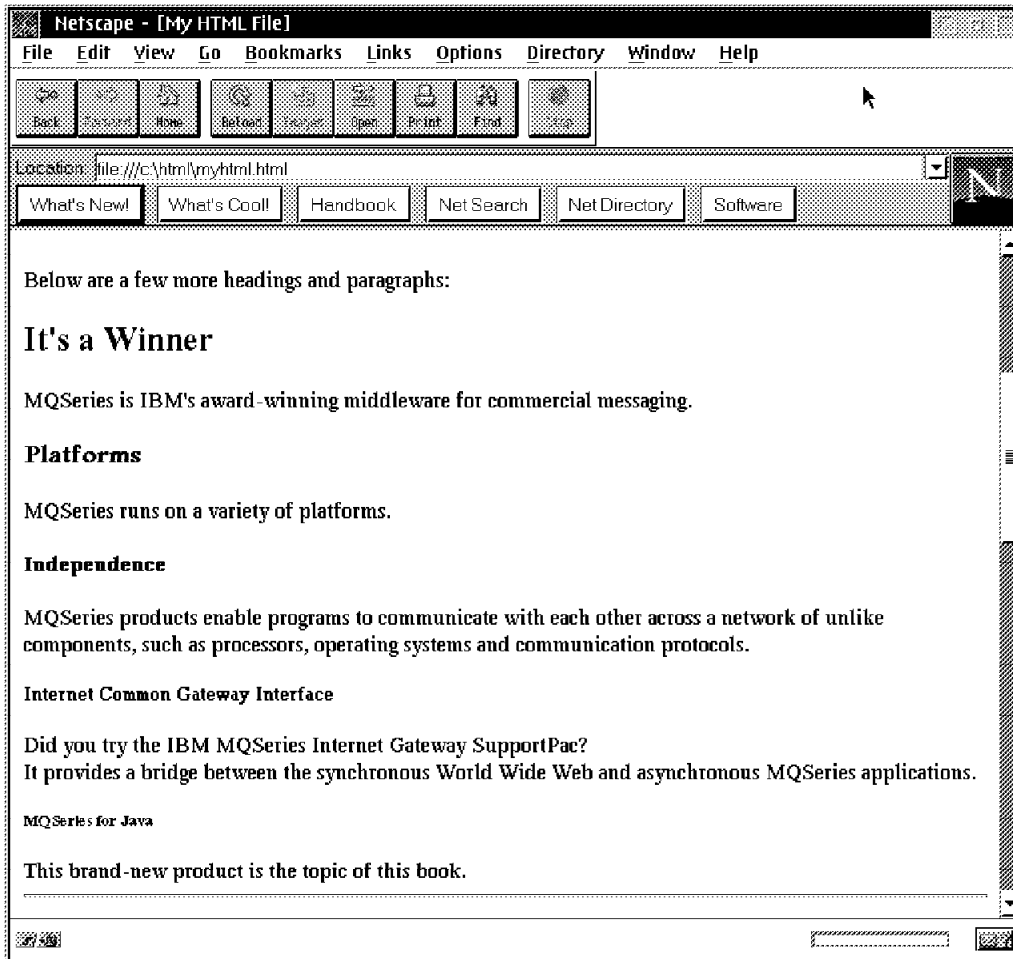 Netscape - [My HTML File]
File Edit View Go Bookmarks Links Options Directory Window Help
Back Forward Home Reload Images Open Print Find Stop
Location: file:///c:\html\myhtml.html
N
What's New! What's Cool! Handbook Net Search Net Directory Software
Below are a few more headings and paragraphs:
It's a Winner
MQSeries is IBM's award-winning middleware for commercial messaging.
Platforms
MQSeries runs on a variety of platforms.
Independence
MQSeries products enable programs to communicate with each other across a network of unlike
components, such as processors, operating systems and communication protocols.
Internet Common Gateway Interface
Did you try the IBM MQSeries Internet Gateway SupportPac?
It provides a bridge between the synchronous World Wide Web and asynchronous MQSeries applications.
MQSeries for Java
This brand-new product is the topic of this book.